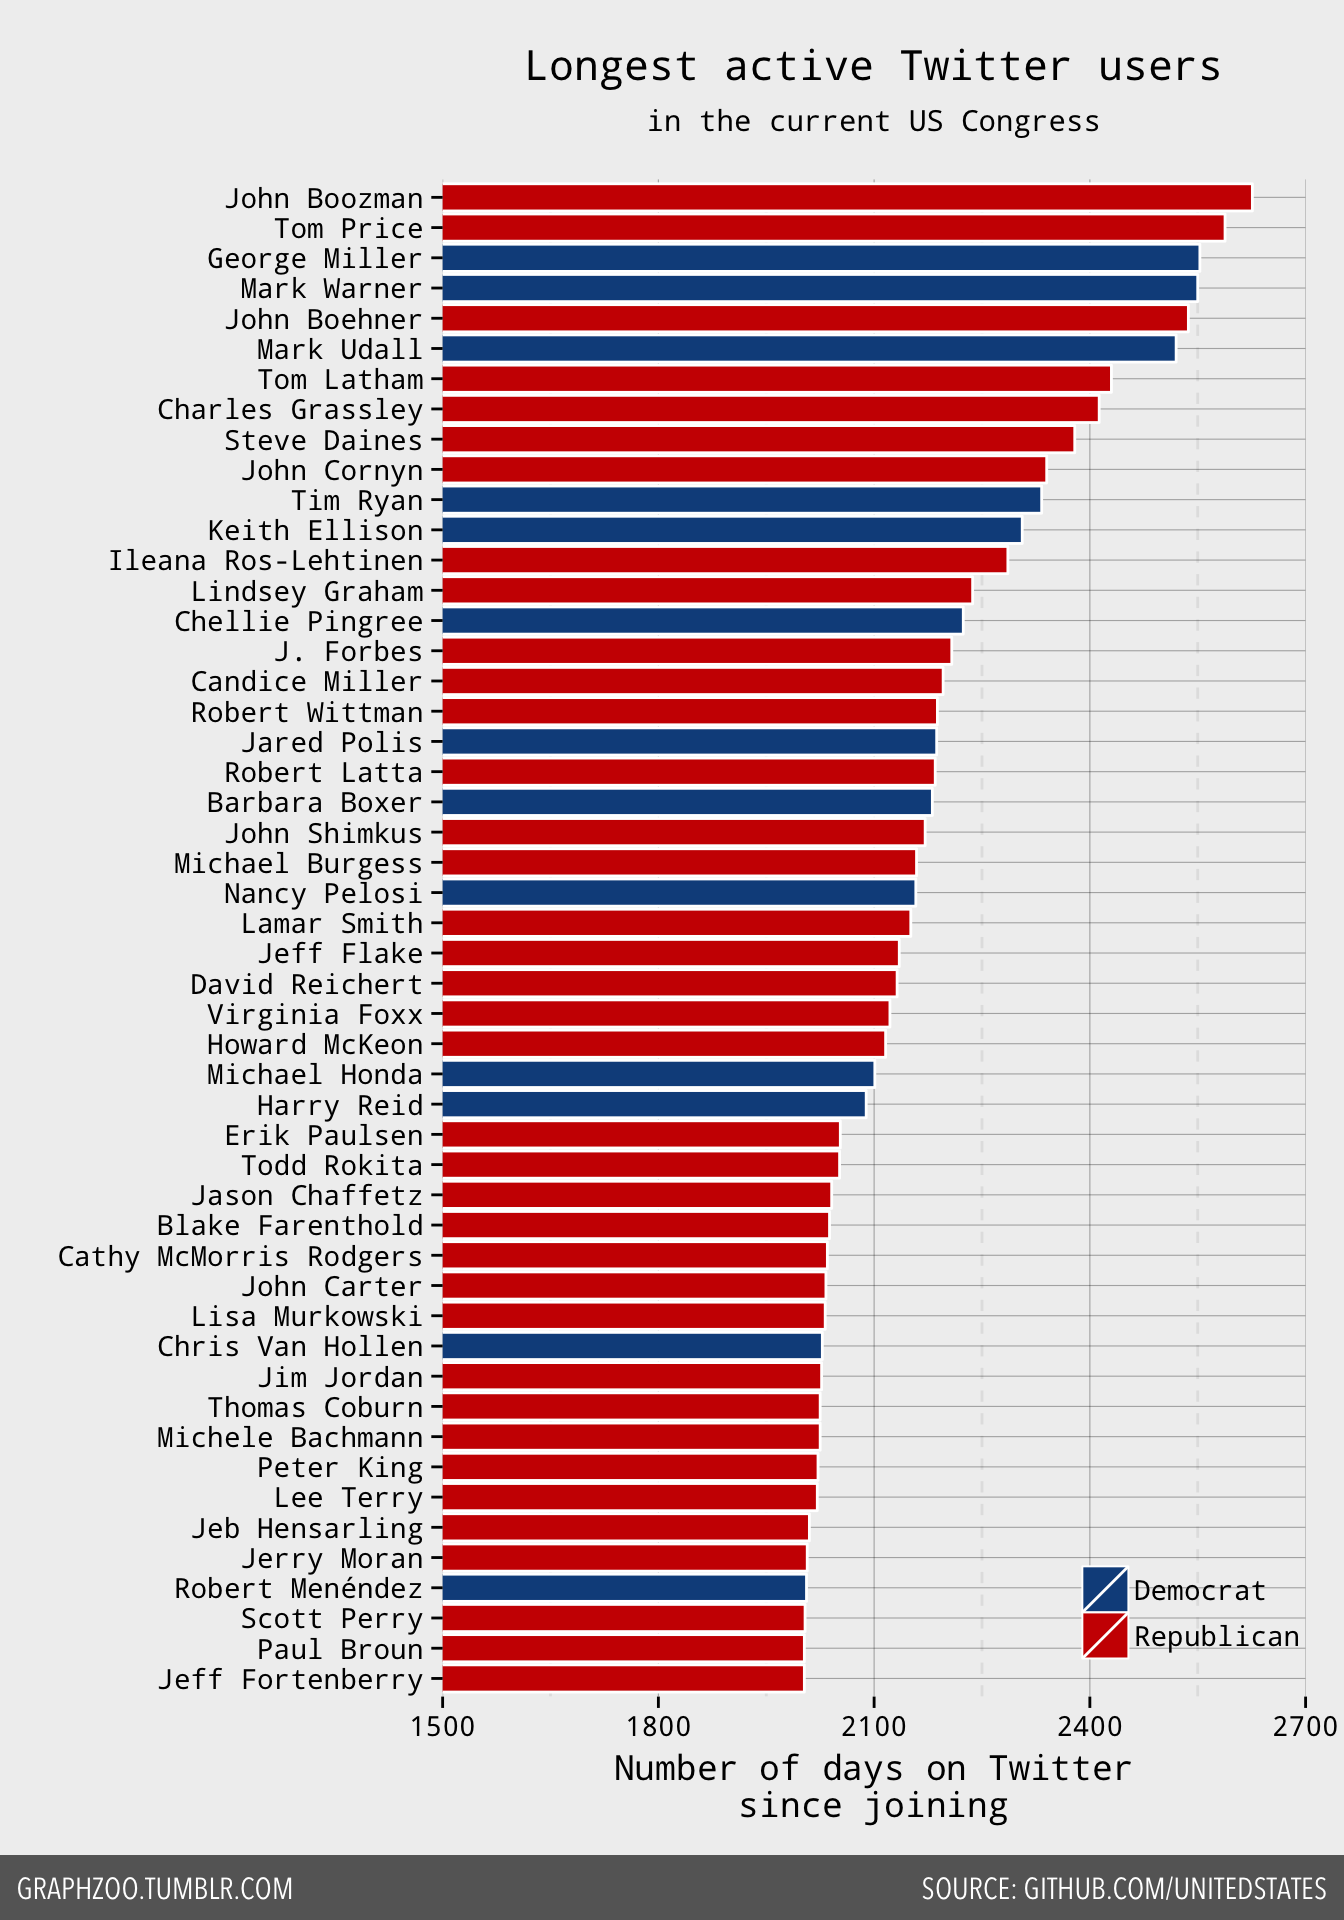 Longest active Twitter users
in the current US Congress
John Boozman
Tom Price
George Miller
Mark Warner
John Boehner
Mark Udall
Tom Latham
Charles Grassley
Steve Daines
John Cornyn
Tim Ryan
Keith Ellison
Ileana Ros-Lehtinen
Lindsey Graham
Chellie Pingree
J. Forbes
Candice Miller
Robert Wittman
Jared Polis
Robert Latta
Barbara Boxer
John Shimkus
Michael Burgess
Nancy Pelosi
Lamar Smith
Jeff Flake
David Reichert
Virginia Foxx
Howard McKeon
Michael Honda
Harry Reid
Erik Paulsen
Todd Rokita
Jason Chaffetz
Blake Farenthold
Cathy McMorris Rodgers
John Carter
Lisa Murkowski
Chris Van Hollen
Jim Jordan
Thomas Coburn
Michele Bachmann
Peter King
Lee Terry
Jeb Hensarling
Jerry Moran
Robert Menéndez
Scott Perry
Paul Broun
Jeff Fortenberry
Democrat
Republican
1500 1800 2100 2400 2700
Number of days on Twitter
since joining
GRAPHZOO.TUMBLR.COM
SOURCE: GITHUB.COM/UNITEDSTATES